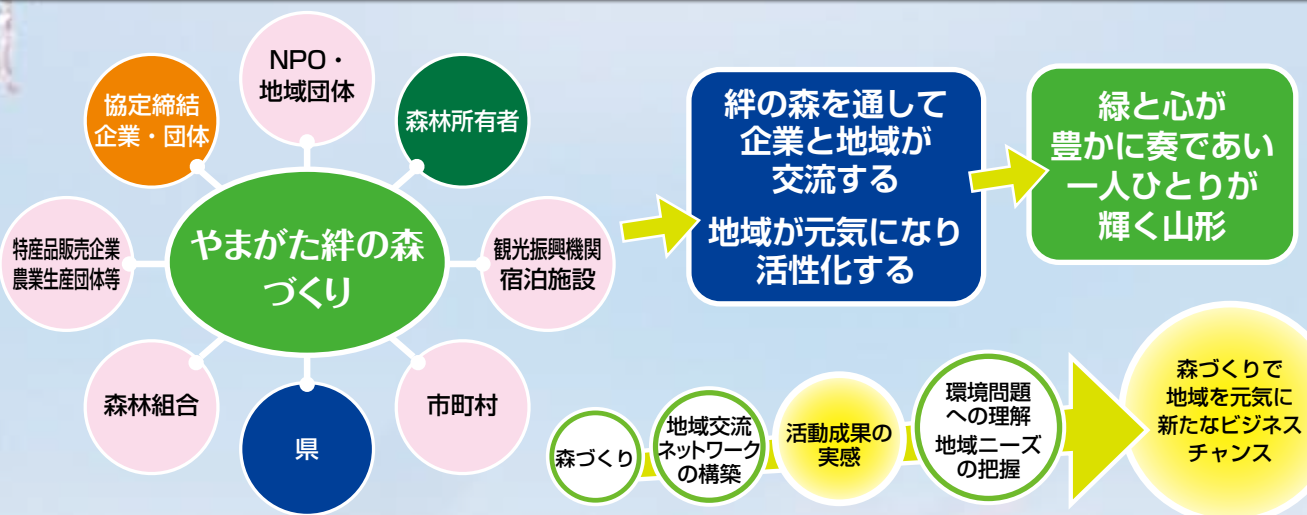 NPO・
地域団体
協定締結
企業・団体
森林所有者
特産品販売企業
農業生産団体等
やまがた絆の森
づくり
観光振興機関
宿泊施設
森林組合
県
市町村
絆の森を通して
企業と地域が
交流する
地域が元気になり
活性化する
緑と心が
豊かに奏であい
一人ひとりが
輝く山形
森づくり
地域交流
ネットワーク
の構築
活動成果の
実感
環境問題
への理解
地域ニーズ
の把握
森づくりで
地域を元気に
新たなビジネス
チャンス